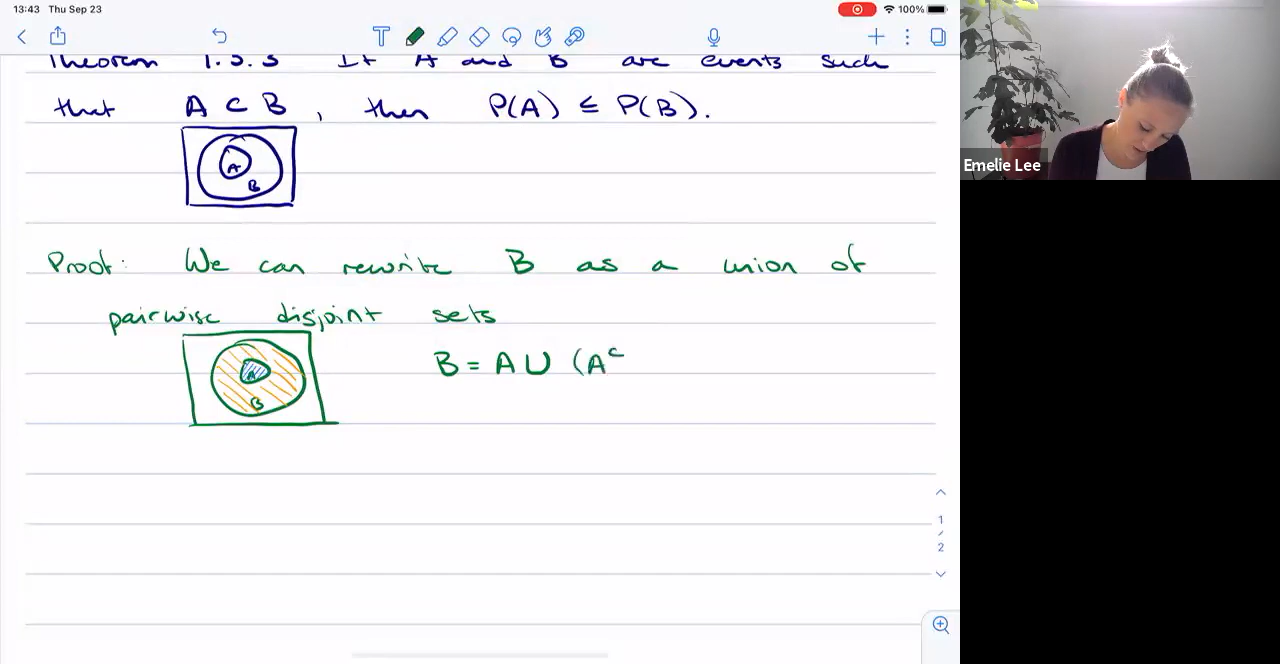 13:43 Thu Sep 23
100%
Theorem 1.3.3 If A and B are events such
that A ⊂ B , then P(A) ≤ P(B).
A
B
Proof: We can rewrite B as a union of
pairwise disjoint sets
B = A ∪ (Aᶜ
A
B
1
/
2
Emelie Lee